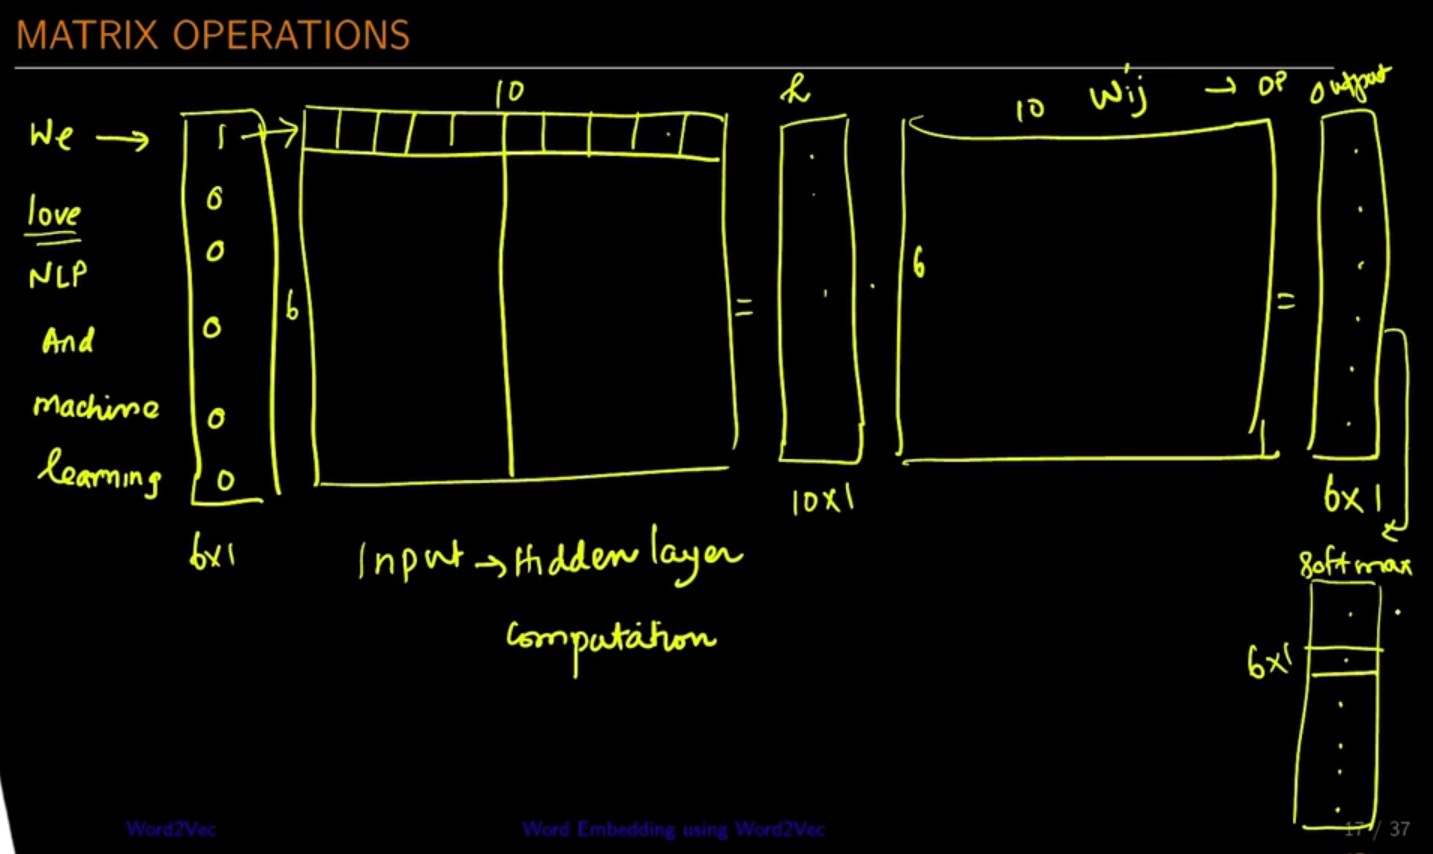 MATRIX OPERATIONS
10
h
10 W'ij → OP Output
We → 1 →
love 0
NLP 0
And 0
machine 0
learning 0
6
=
.
6
=
6x1
10x1
6x1
Input → Hidden layer
Computation
Softmax
6x1
Word2Vec
Word Embedding using Word2Vec
17 / 37